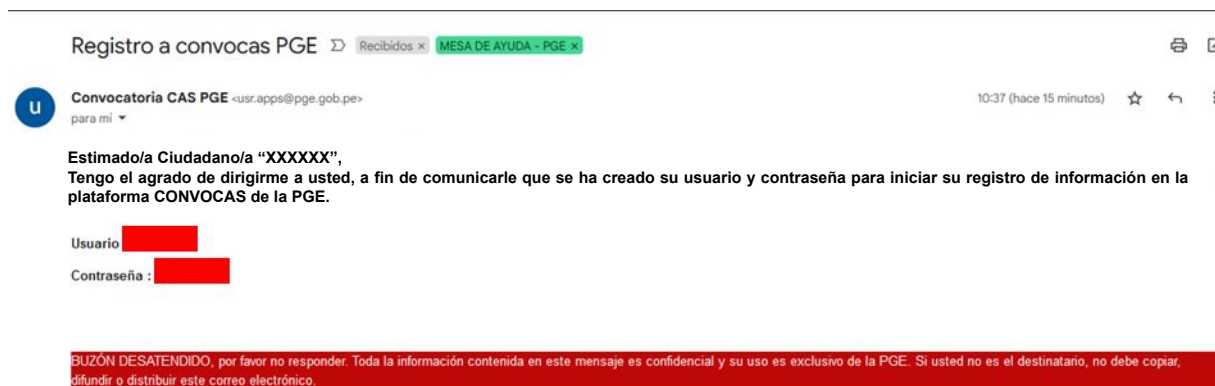 Registro a convocas PGE Recibidos × MESA DE AYUDA - PGE ×
u
Convocatoria CAS PGE <usr.apps@pge.gob.pe> 10:37 (hace 15 minutos)
para mí
Estimado/a Ciudadano/a “XXXXXX”,
Tengo el agrado de dirigirme a usted, a fin de comunicarle que se ha creado su usuario y contraseña para iniciar su registro de información en la
plataforma CONVOCAS de la PGE.
Usuario
Contraseña :
BUZÓN DESATENDIDO, por favor no responder. Toda la información contenida en este mensaje es confidencial y su uso es exclusivo de la PGE. Si usted no es el destinatario, no debe copiar,
difundir o distribuir este correo electrónico.